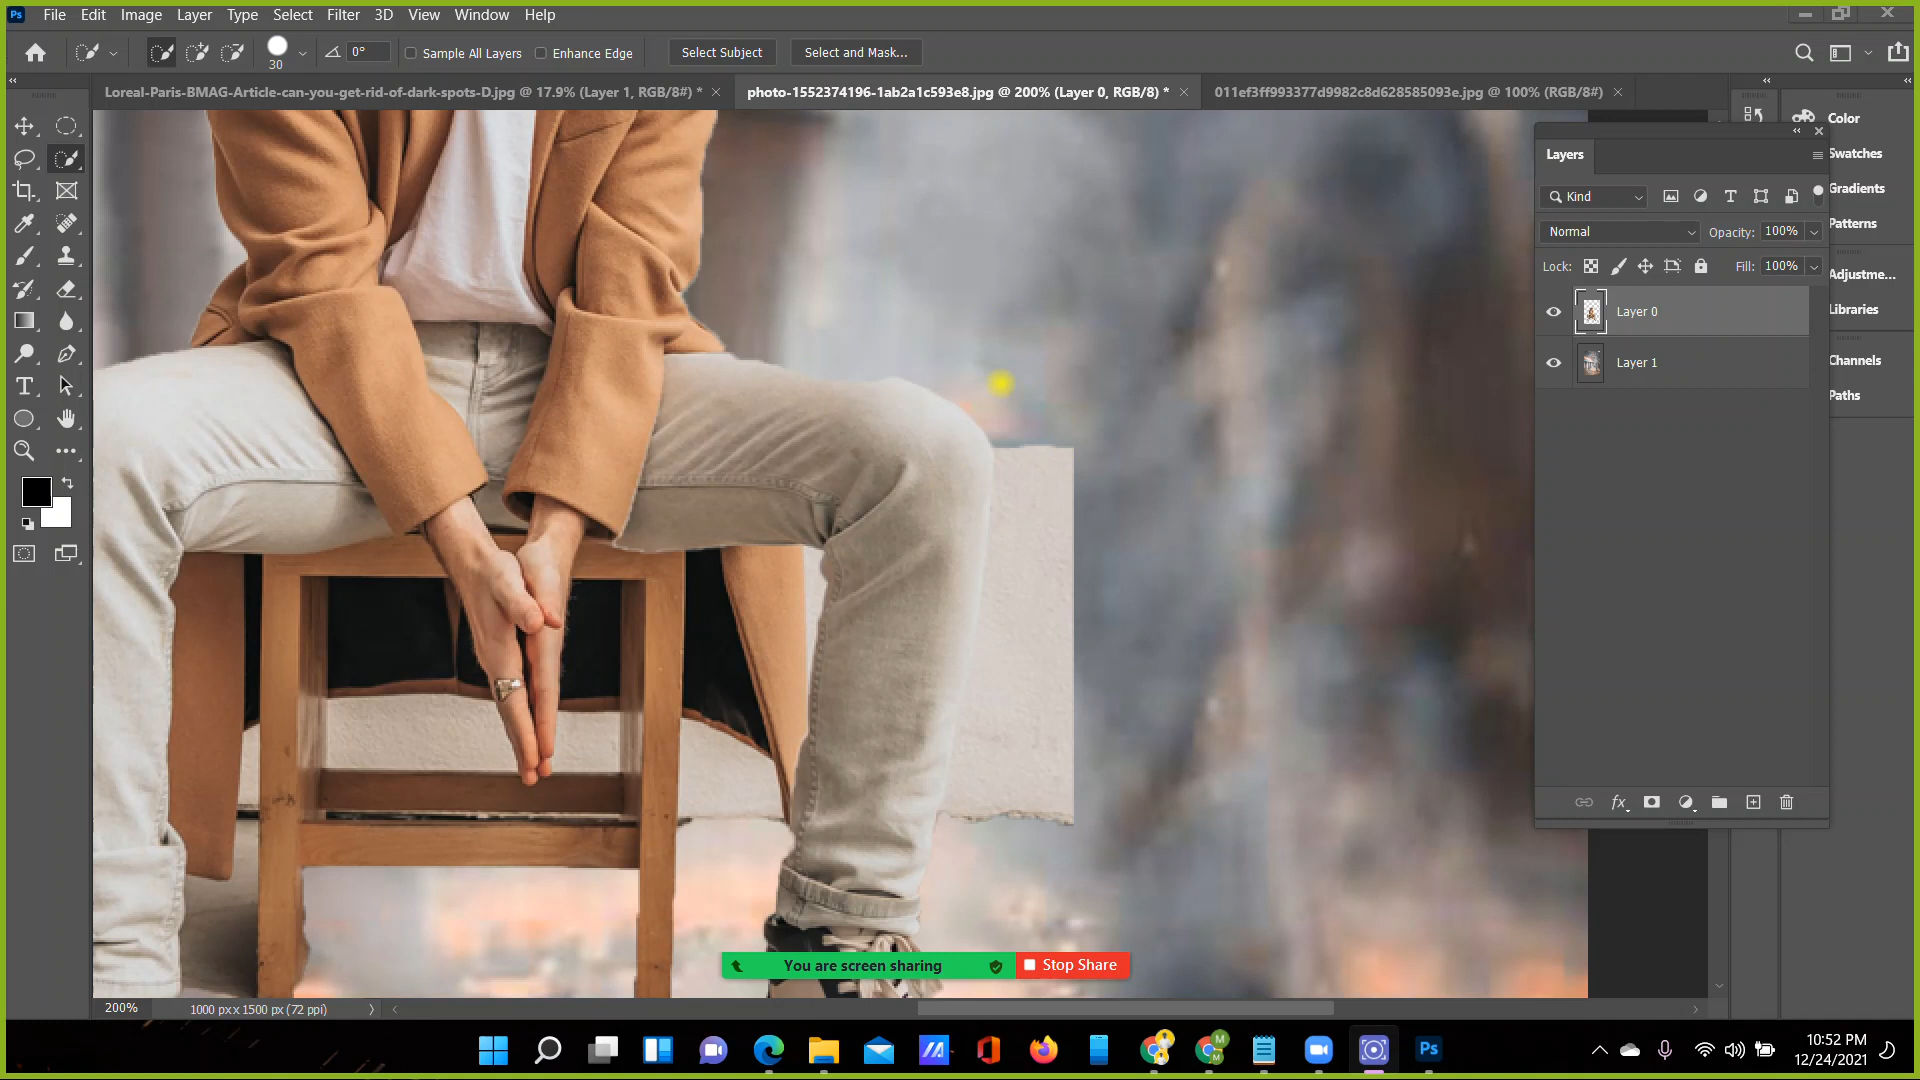 Ps File Edit Image Layer Type Select Filter 3D View Window Help
30 0° Sample All Layers Enhance Edge Select Subject Select and Mask...
Loreal-Paris-BMAG-Article-can-you-get-rid-of-dark-spots-D.jpg @ 17.9% (Layer 1, RGB/8#) * photo-1552374196-1ab2a1c593e8.jpg @ 200% (Layer 0, RGB/8) * 011ef3ff993377d9982c8d628585093e.jpg @ 100% (RGB/8#)
Layers
Kind
Normal Opacity: 100%
Lock: Fill: 100%
Layer 0
Layer 1
fx
Color
Swatches
Gradients
Patterns
Adjustme...
Libraries
Channels
Paths
You are screen sharing Stop Share
200% 1000 px x 1500 px (72 ppi)
M
M
Ps
10:52 PM
12/24/2021